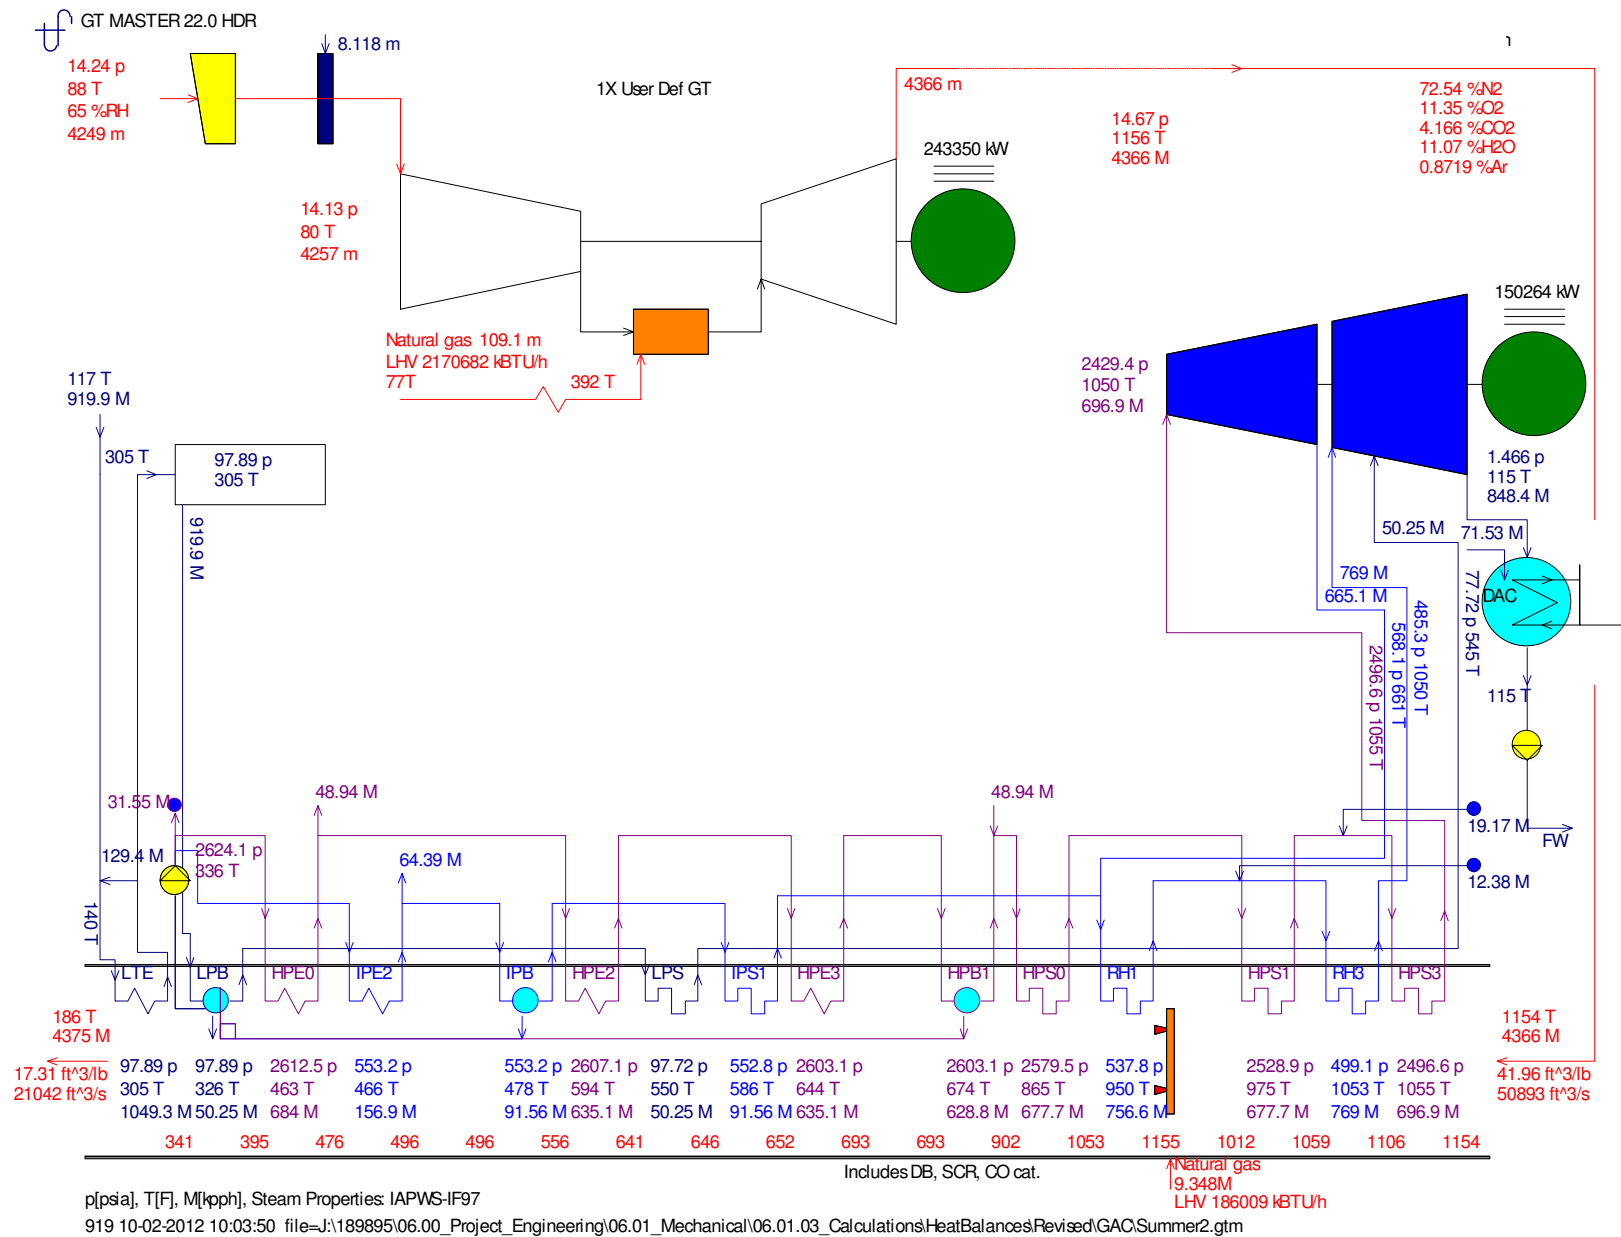 GT MASTER 22.0 HDR
8.118 m
14.24 p
88 T
65 %RH
4249 m
1X User Def GT
4366 m
72.54 %N2
11.35 %O2
4.166 %CO2
11.07 %H2O
0.8719 %Ar
14.67 p
1156 T
4366 M
243350 kW
14.13 p
80 T
4257 m
150264 kW
Natural gas 109.1 m
LHV 2170682 kBTU/h
77T
392 T
2429.4 p
1050 T
696.9 M
117 T
919.9 M
305 T
97.89 p
305 T
1.466 p
115 T
848.4 M
919.9 M
50.25 M
71.53 M
769 M
665.1 M
DAC
77.72 p 545 T
485.3 p 1050 T
568.1 p 661 T
2496.6 p 1055 T
115 T
31.55 M
48.94 M
48.94 M
19.17 M
FW
129.4 M
2624.1 p
336 T
64.39 M
12.38 M
140 T
LTE
LPB
HPE0
IPE2
IPB
HPE2
LPS
IPS1
HPE3
HPB1
HPS0
RH1
HPS1
RH3
HPS3
186 T
4375 M
1154 T
4366 M
17.31 ft^3/lb
21042 ft^3/s
41.96 ft^3/lb
50893 ft^3/s
97.89 p 97.89 p 2612.5 p 553.2 p 553.2 p 2607.1 p 97.72 p 552.8 p 2603.1 p 2603.1 p 2579.5 p 537.8 p 2528.9 p 499.1 p 2496.6 p
305 T 326 T 463 T 466 T 478 T 594 T 550 T 586 T 644 T 674 T 865 T 950 T 975 T 1053 T 1055 T
1049.3 M 50.25 M 684 M 156.9 M 91.56 M 635.1 M 50.25 M 91.56 M 635.1 M 628.8 M 677.7 M 756.6 M 677.7 M 769 M 696.9 M
341 395 476 496 496 556 641 646 652 693 693 902 1053 1155 1012 1059 1106 1154
Includes DB, SCR, CO cat.
Natural gas
9.348M
LHV 186009 kBTU/h
p[psia], T[F], M[kpph], Steam Properties: IAPWS-IF97
919 10-02-2012 10:03:50 file=J:\189895\06.00_Project_Engineering\06.01_Mechanical\06.01.03_Calculations\HeatBalances\Revised\GAC\Summer2.gtm